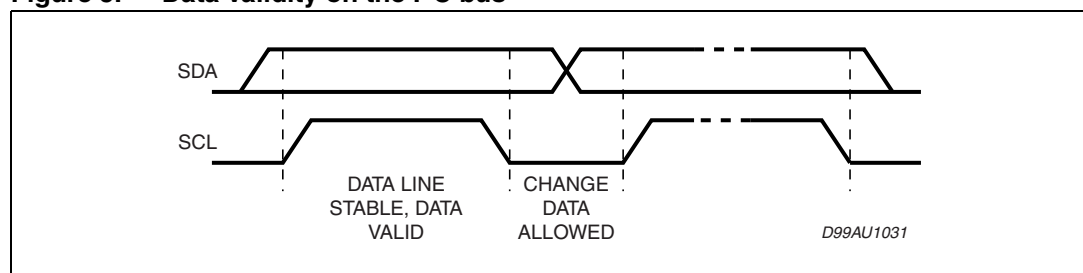 SDA
SCL
DATA LINE
STABLE, DATA
VALID
CHANGE
DATA
ALLOWED
D99AU1031